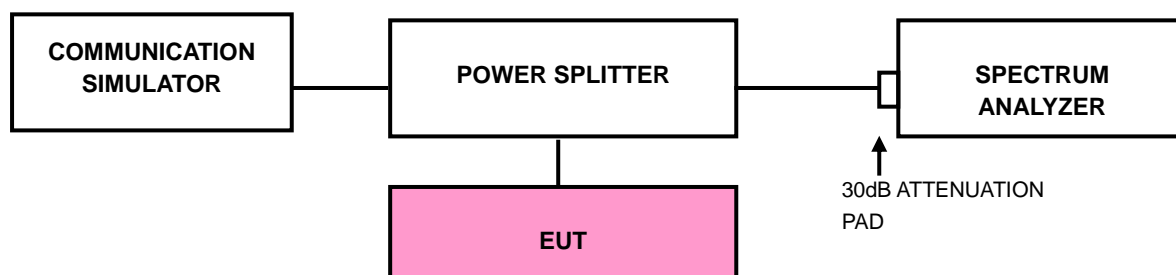 COMMUNICATION
SIMULATOR
POWER SPLITTER
SPECTRUM
ANALYZER
30dB ATTENUATION
PAD
EUT